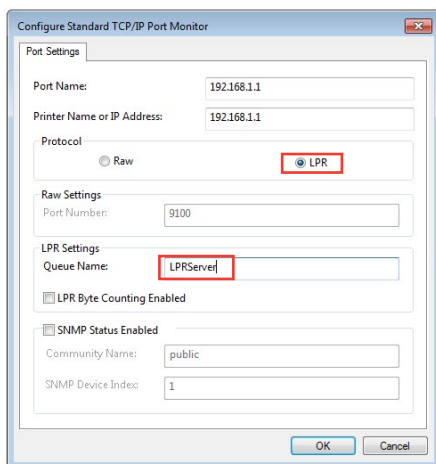 Configure Standard TCP/IP Port Monitor
Port Settings
Port Name: 192.168.1.1
Printer Name or IP Address: 192.168.1.1
Protocol
Raw LPR
Raw Settings
Port Number: 9100
LPR Settings
Queue Name: LPRServer
LPR Byte Counting Enabled
SNMP Status Enabled
Community Name: public
SNMP Device Index: 1
OK Cancel